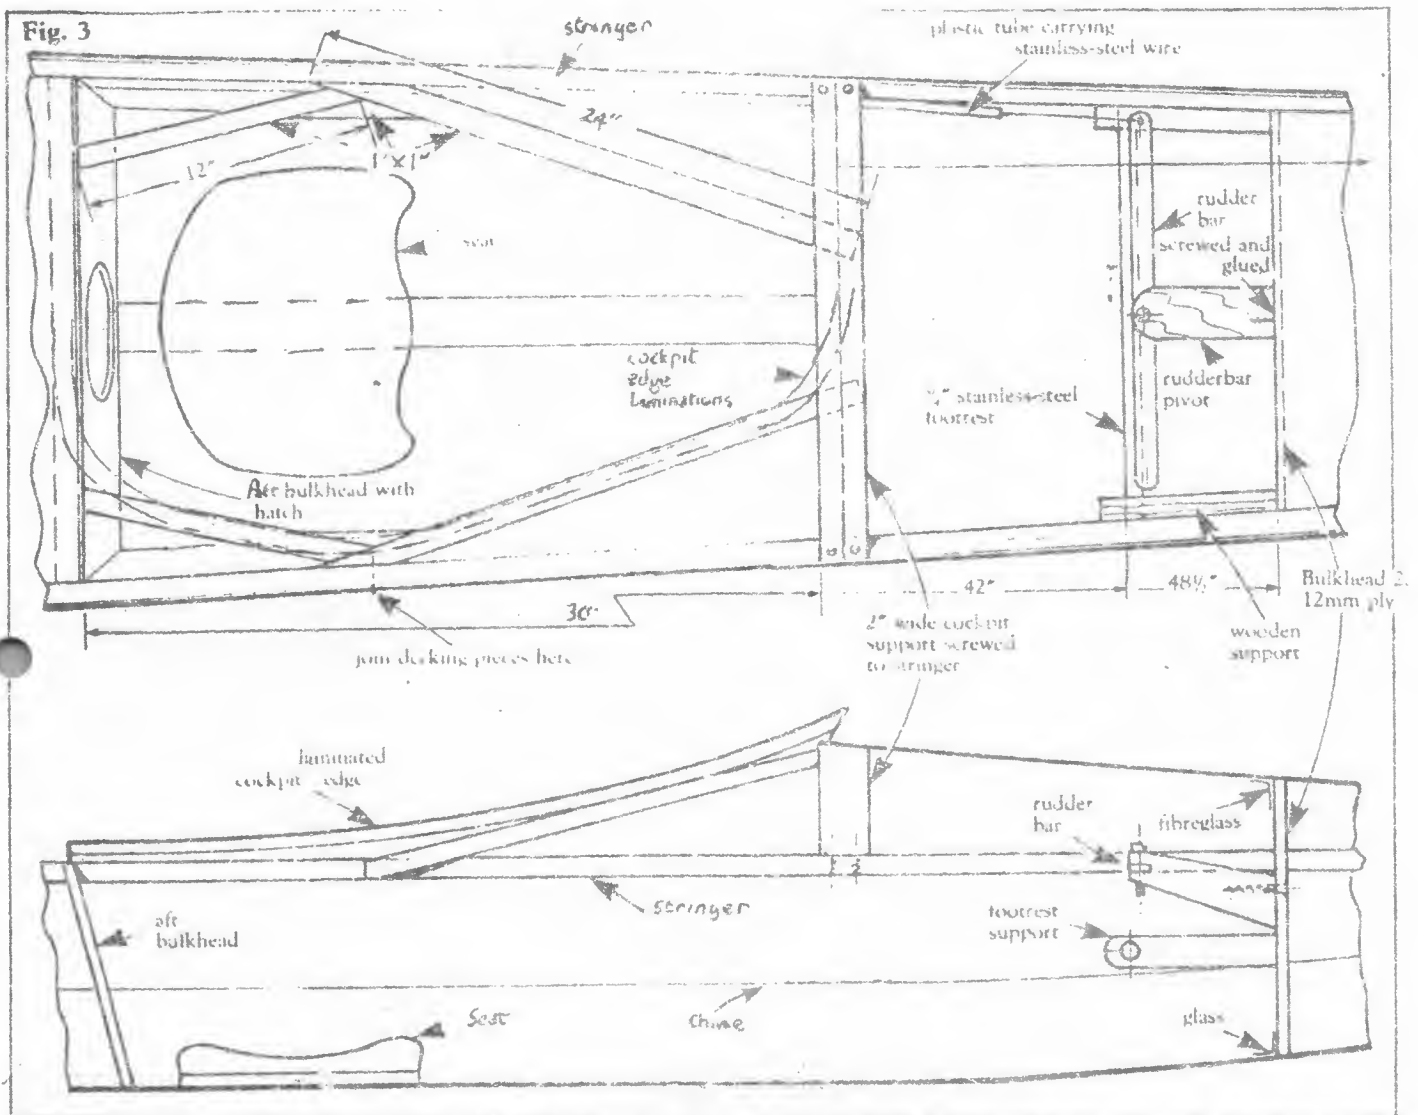 Fig. 3
stringer
plastic tube carrying
stainless-steel wire
24"
12"
1"×1"
seat
rudder
bar
screwed and
glued
cockpit
edge
laminations
stainless-steel
footrest
rudderbar
pivot
Aft bulkhead with
hatch
30"
42"
48½"
Bulkhead 2.
12mm ply
join decking pieces here
2" wide cockpit
support screwed
to stringer
wooden
support
laminated
cockpit edge
rudder
bar
fibreglass
stringer
aft
bulkhead
footrest
support
Seat
Chine
glass